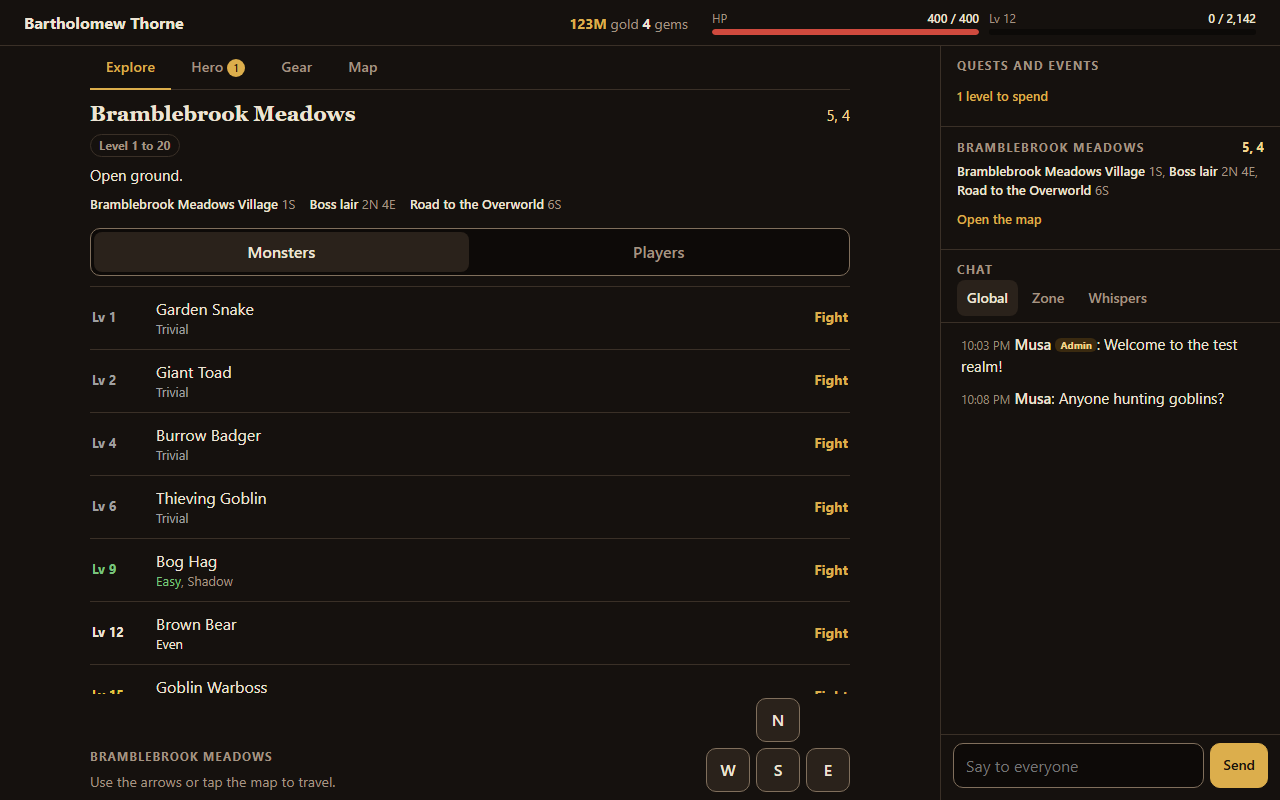 Bartholomew Thorne
123M gold 4 gems
HP 400 / 400
Lv 12 0 / 2,142
Explore Hero 1 Gear Map
Bramblebrook Meadows 5, 4
Level 1 to 20
Open ground.
Bramblebrook Meadows Village 1S Boss lair 2N 4E Road to the Overworld 6S
Monsters Players
Lv 1 Garden Snake Fight
Trivial
Lv 2 Giant Toad Fight
Trivial
Lv 4 Burrow Badger Fight
Trivial
Lv 6 Thieving Goblin Fight
Trivial
Lv 9 Bog Hag Fight
Easy, Shadow
Lv 12 Brown Bear Fight
Even
Lv 15 Goblin Warboss Fight
N
W S E
BRAMBLEBROOK MEADOWS
Use the arrows or tap the map to travel.
QUESTS AND EVENTS
1 level to spend
BRAMBLEBROOK MEADOWS 5, 4
Bramblebrook Meadows Village 1S, Boss lair 2N 4E,
Road to the Overworld 6S
Open the map
CHAT
Global Zone Whispers
10:03 PM Musa Admin: Welcome to the test
realm!
10:08 PM Musa: Anyone hunting goblins?
Say to everyone Send